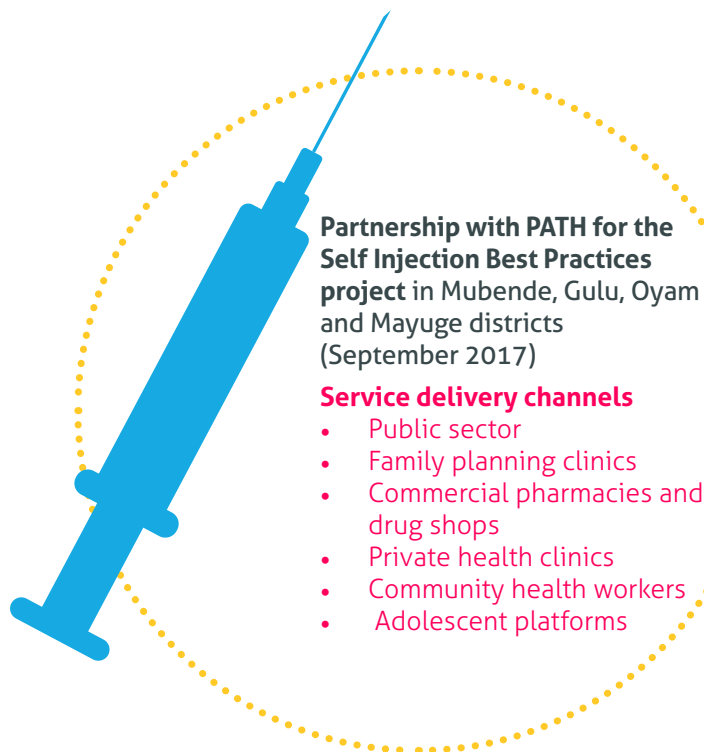 Partnership with PATH for the
Self Injection Best Practices
project in Mubende, Gulu, Oyam
and Mayuge districts
(September 2017)
Service delivery channels
• Public sector
• Family planning clinics
• Commercial pharmacies and
drug shops
• Private health clinics
• Community health workers
• Adolescent platforms